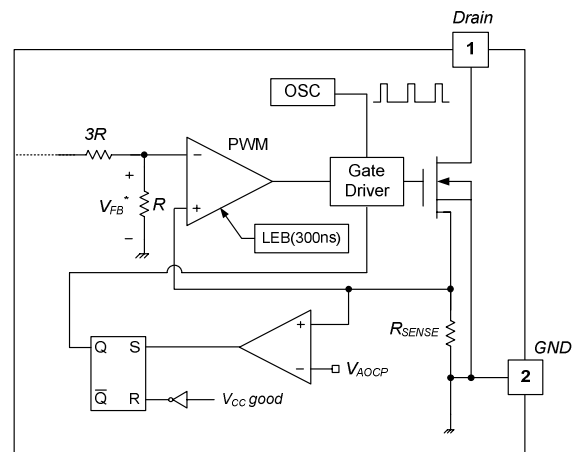 Drain
1
OSC
3R
PWM
−
Gate
Driver
+
V_FB*
R
−
+
LEB(300ns)
+
R_SENSE
GND
Q
S
−
V_AOCP
2
Q̅
R
V_CC good